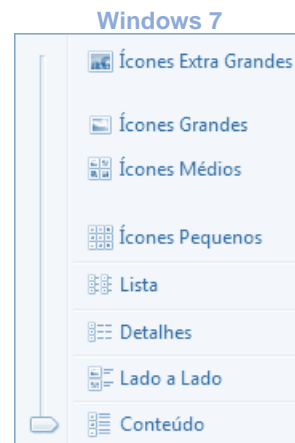 Windows 7
Ícones Extra Grandes
Ícones Grandes
Ícones Médios
Ícones Pequenos
Lista
Detalhes
Lado a Lado
Conteúdo